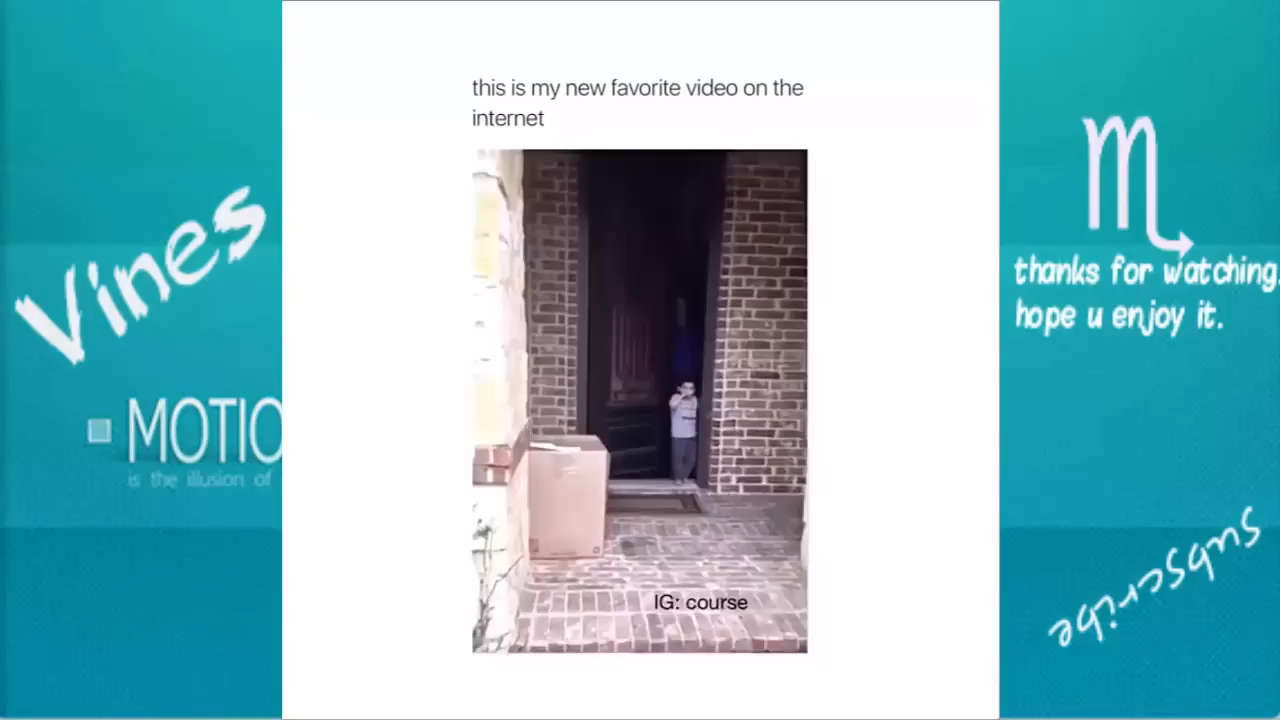 this is my new favorite video on the
internet
Vines
MOTIO
is the illusion of
IG: course
thanks for watching.
hope u enjoy it.
subscribe